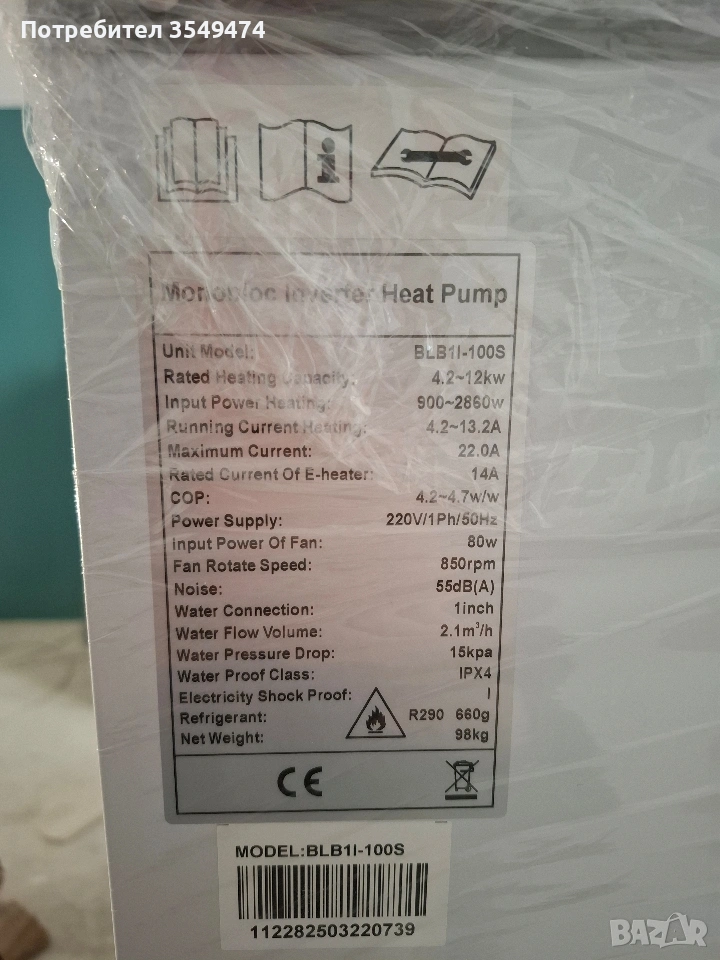 Потребител 3549474
Monobloc Inverter Heat Pump
Unit Model: BLB1I-100S
Rated Heating Capacity: 4.2~12kw
Input Power Heating: 900~2860w
Running Current Heating: 4.2~13.2A
Maximum Current: 22.0A
Rated Current Of E-heater: 14A
COP: 4.2~4.7w/w
Power Supply: 220V/1Ph/50Hz
Input Power Of Fan: 80w
Fan Rotate Speed: 850rpm
Noise: 55dB(A)
Water Connection: 1inch
Water Flow Volume: 2.1m³/h
Water Pressure Drop: 15kpa
Water Proof Class: IPX4
Electricity Shock Proof: I
Refrigerant: R290 660g
Net Weight: 98kg
CE
MODEL:BLB1I-100S
112282503220739
BAZAR